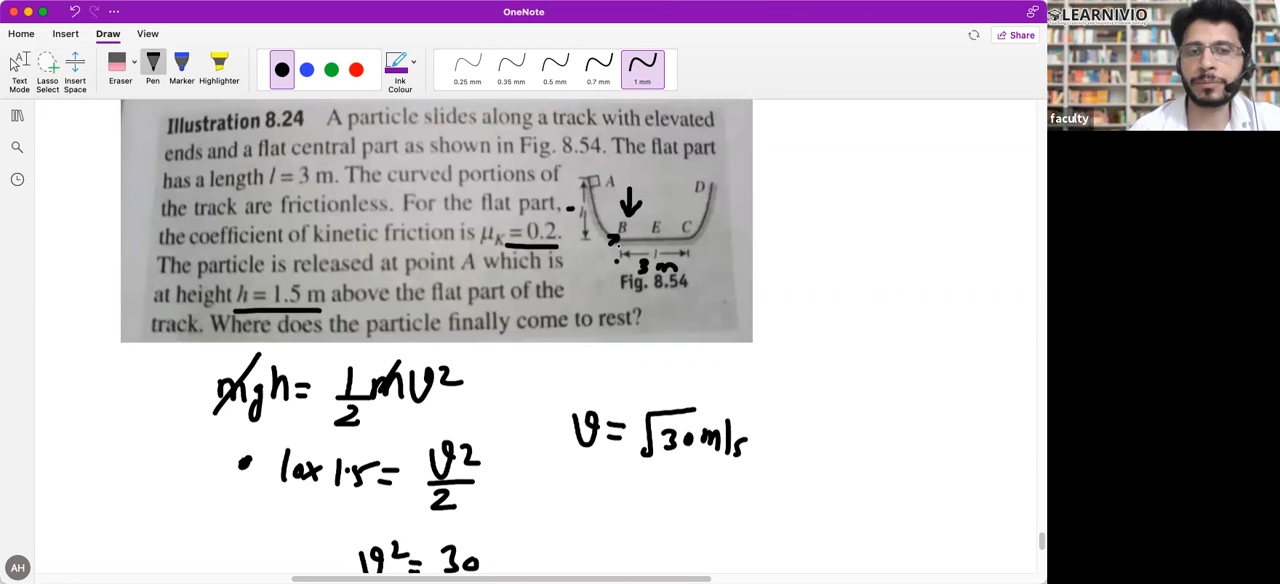 OneNote
LEARNIVIO
Home Insert Draw View
Share
Text Mode Lasso Select Insert Space Eraser Pen Marker Highlighter Ink Colour 0.25 mm 0.35 mm 0.5 mm 0.7 mm 1 mm
faculty
Illustration 8.24 A particle slides along a track with elevated
ends and a flat central part as shown in Fig. 8.54. The flat part
has a length l = 3 m. The curved portions of
the track are frictionless. For the flat part,
the coefficient of kinetic friction is μK = 0.2.
The particle is released at point A which is
at height h = 1.5 m above the flat part of the
track. Where does the particle finally come to rest?
A D
B E C
l
3 m
Fig. 8.54
mgh = 1/2 mv²
v = √30 m/s
10 x 1.5 = v²/2
v² = 30
AH